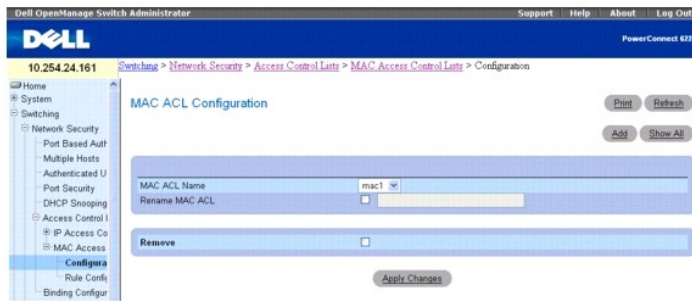 Dell OpenManage Switch Administrator
Support Help About Log Out
DELL
PowerConnect 622
10.254.24.161
Switching > Network Security > Access Control Lists > MAC Access Control Lists > Configuration
Home
System
Switching
Network Security
Port Based Auth
Multiple Hosts
Authenticated U
Port Security
DHCP Snooping
Access Control l
IP Access Co
MAC Access
Configura
Rule Config
Binding Configur
MAC ACL Configuration
Print Refresh
Add Show All
MAC ACL Name mac1
Rename MAC ACL
Remove
Apply Changes